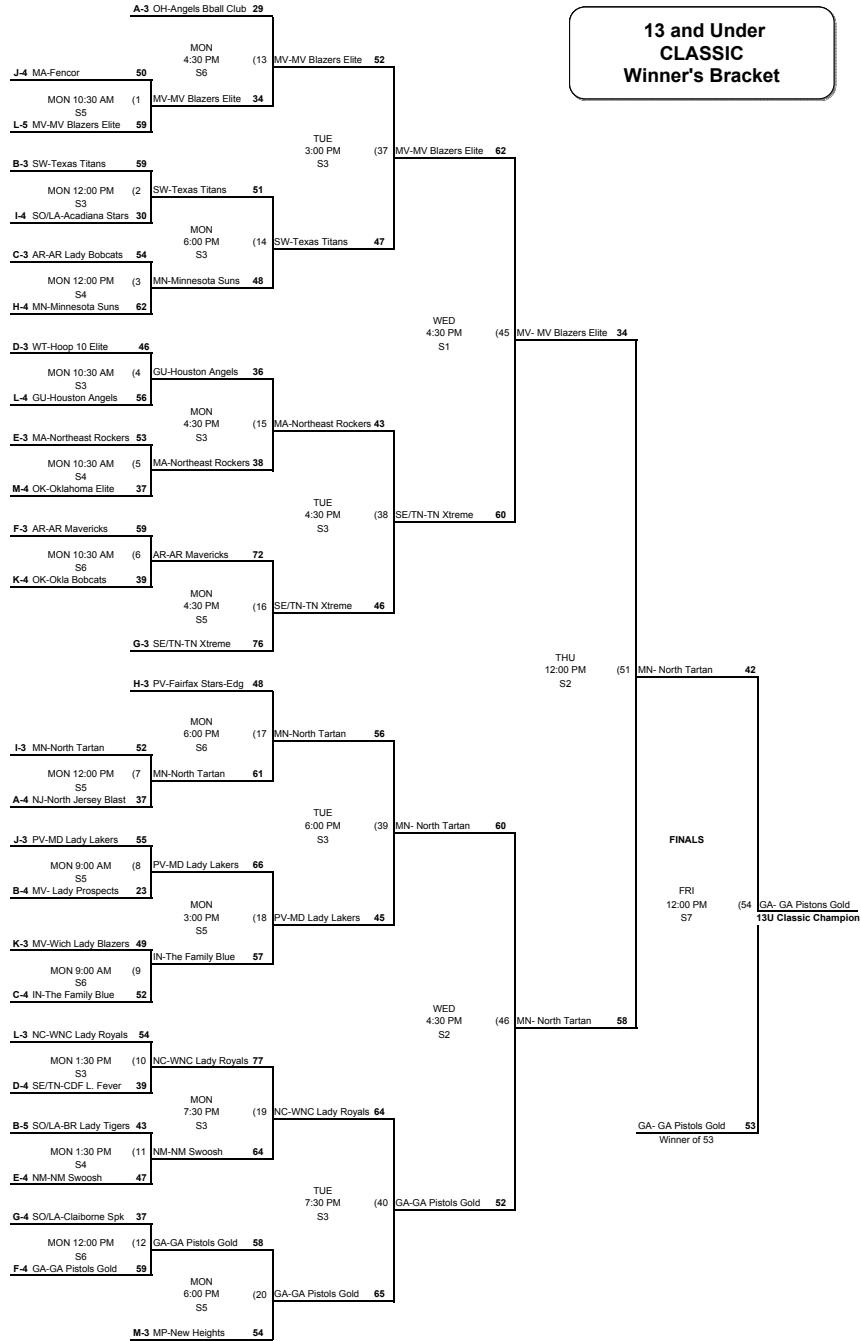 13 and Under
CLASSIC
Winner's Bracket
A-3 OH-Angels Bball Club 29
MON
4:30 PM (13 MV-MV Blazers Elite 52
S6
J-4 MA-Fencor 50
MON 10:30 AM (1 MV-MV Blazers Elite 34
S5
L-5 MV-MV Blazers Elite 59
TUE
3:00 PM (37 MV-MV Blazers Elite 62
S3
B-3 SW-Texas Titans 59
MON 12:00 PM (2 SW-Texas Titans 51
S3
I-4 SO/LA-Acadiana Stars 30
MON
6:00 PM (14 SW-Texas Titans 47
S3
C-3 AR-AR Lady Bobcats 54
MON 12:00 PM (3 MN-Minnesota Suns 48
S4
H-4 MN-Minnesota Suns 62
WED
4:30 PM (45 MV- MV Blazers Elite 34
S1
D-3 WT-Hoop 10 Elite 46
MON 10:30 AM (4 GU-Houston Angels 36
S3
L-4 GU-Houston Angels 56
MON
4:30 PM (15 MA-Northeast Rockers 43
S3
E-3 MA-Northeast Rockers 53
MON 10:30 AM (5 MA-Northeast Rockers 38
S4
M-4 OK-Oklahoma Elite 37
TUE
4:30 PM (38 SE/TN-TN Xtreme 60
S3
F-3 AR-AR Mavericks 59
MON 10:30 AM (6 AR-AR Mavericks 72
S6
K-4 OK-Okla Bobcats 39
MON
4:30 PM (16 SE/TN-TN Xtreme 46
S5
G-3 SE/TN-TN Xtreme 76
THU
12:00 PM (51 MN- North Tartan 42
S2
H-3 PV-Fairfax Stars-Edg 48
MON
6:00 PM (17 MN-North Tartan 56
S6
I-3 MN-North Tartan 52
MON 12:00 PM (7 MN-North Tartan 61
S5
A-4 NJ-North Jersey Blast 37
TUE
6:00 PM (39 MN- North Tartan 60
S3
J-3 PV-MD Lady Lakers 55
MON 9:00 AM (8 PV-MD Lady Lakers 66
S5
B-4 MV- Lady Prospects 23
MON
3:00 PM (18 PV-MD Lady Lakers 45
S5
K-3 MV-Wich Lady Blazers 49
MON 9:00 AM (9 IN-The Family Blue 57
S6
C-4 IN-The Family Blue 52
FINALS
FRI
12:00 PM (54 GA- GA Pistons Gold
S7 13U Classic Champion
WED
4:30 PM (46 MN- North Tartan 58
S2
L-3 NC-WNC Lady Royals 54
MON 1:30 PM (10 NC-WNC Lady Royals 77
S3
D-4 SE/TN-CDF L. Fever 39
MON
7:30 PM (19 NC-WNC Lady Royals 64
S3
B-5 SO/LA-BR Lady Tigers 43
MON 1:30 PM (11 NM-NM Swoosh 64
S4
E-4 NM-NM Swoosh 47
GA- GA Pistols Gold 53
Winner of 53
TUE
7:30 PM (40 GA-GA Pistols Gold 52
S3
G-4 SO/LA-Claiborne Spk 37
MON 12:00 PM (12 GA-GA Pistols Gold 58
S6
F-4 GA-GA Pistols Gold 59
MON
6:00 PM (20 GA-GA Pistols Gold 65
S5
M-3 MP-New Heights 54